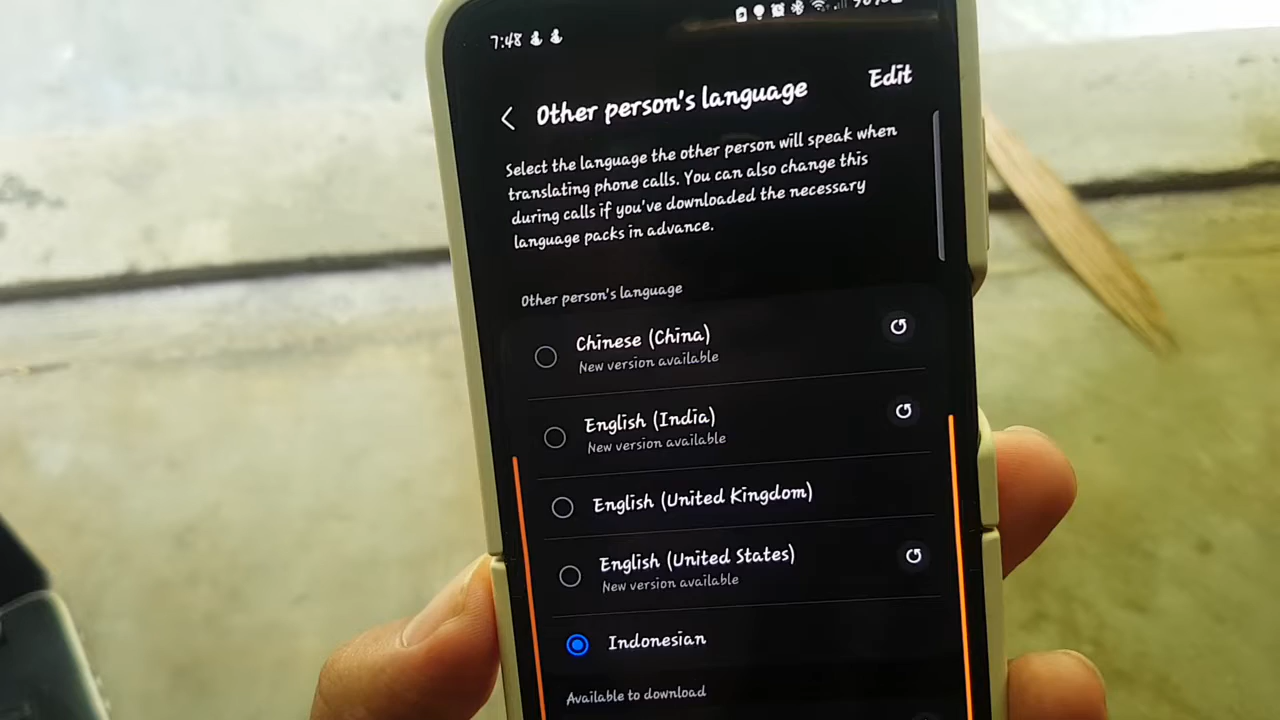 7:48
Other person's language
Edit
Select the language the other person will speak when
translating phone calls. You can also change this
during calls if you've downloaded the necessary
language packs in advance.
Other person's language
Chinese (China)
New version available
English (India)
New version available
English (United Kingdom)
English (United States)
New version available
Indonesian
Available to download